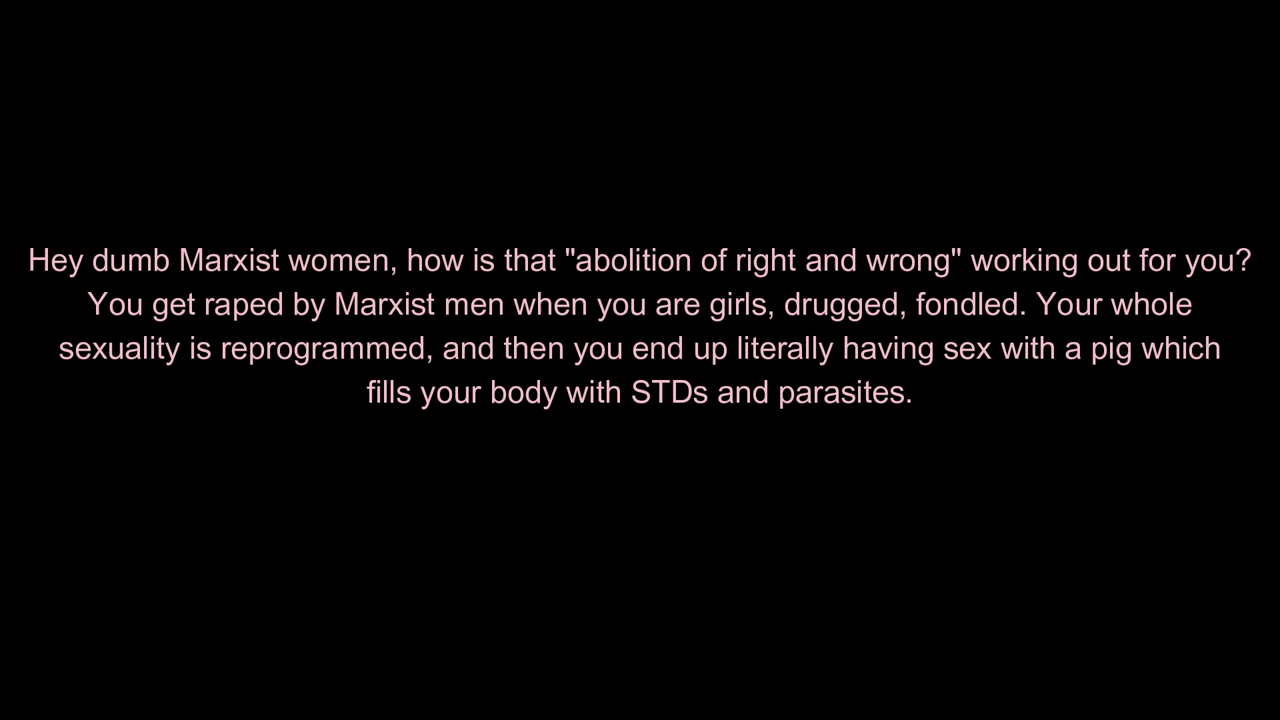 Hey dumb Marxist women, how is that "abolition of right and wrong" working out for you?
You get raped by Marxist men when you are girls, drugged, fondled. Your whole
sexuality is reprogrammed, and then you end up literally having sex with a pig which
fills your body with STDs and parasites.